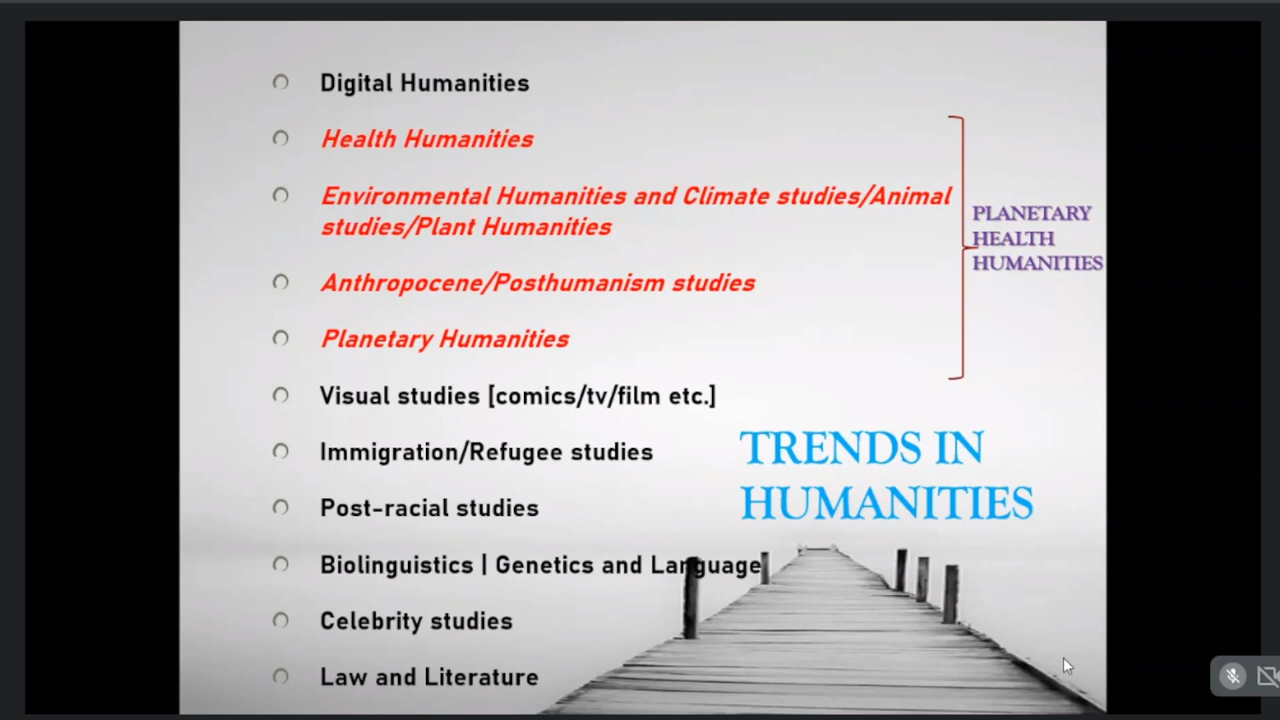 Digital Humanities
Health Humanities
Environmental Humanities and Climate studies/Animal
studies/Plant Humanities
Anthropocene/Posthumanism studies
Planetary Humanities
PLANETARY
HEALTH
HUMANITIES
Visual studies [comics/tv/film etc.]
Immigration/Refugee studies
Post-racial studies
Biolinguistics | Genetics and Language
Celebrity studies
Law and Literature
TRENDS IN
HUMANITIES